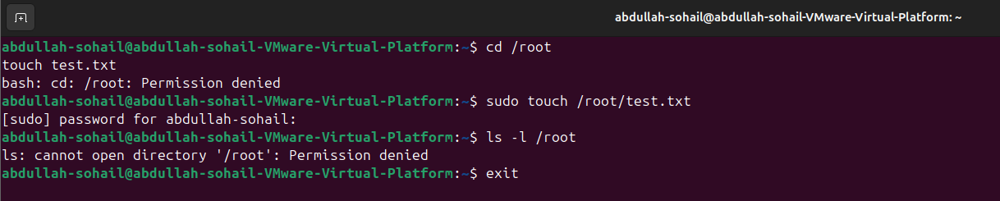 abdullah-sohail@abdullah-sohail-VMware-Virtual-Platform: ~
abdullah-sohail@abdullah-sohail-VMware-Virtual-Platform:~$ cd /root
touch test.txt
bash: cd: /root: Permission denied
abdullah-sohail@abdullah-sohail-VMware-Virtual-Platform:~$ sudo touch /root/test.txt
[sudo] password for abdullah-sohail:
abdullah-sohail@abdullah-sohail-VMware-Virtual-Platform:~$ ls -l /root
ls: cannot open directory '/root': Permission denied
abdullah-sohail@abdullah-sohail-VMware-Virtual-Platform:~$ exit